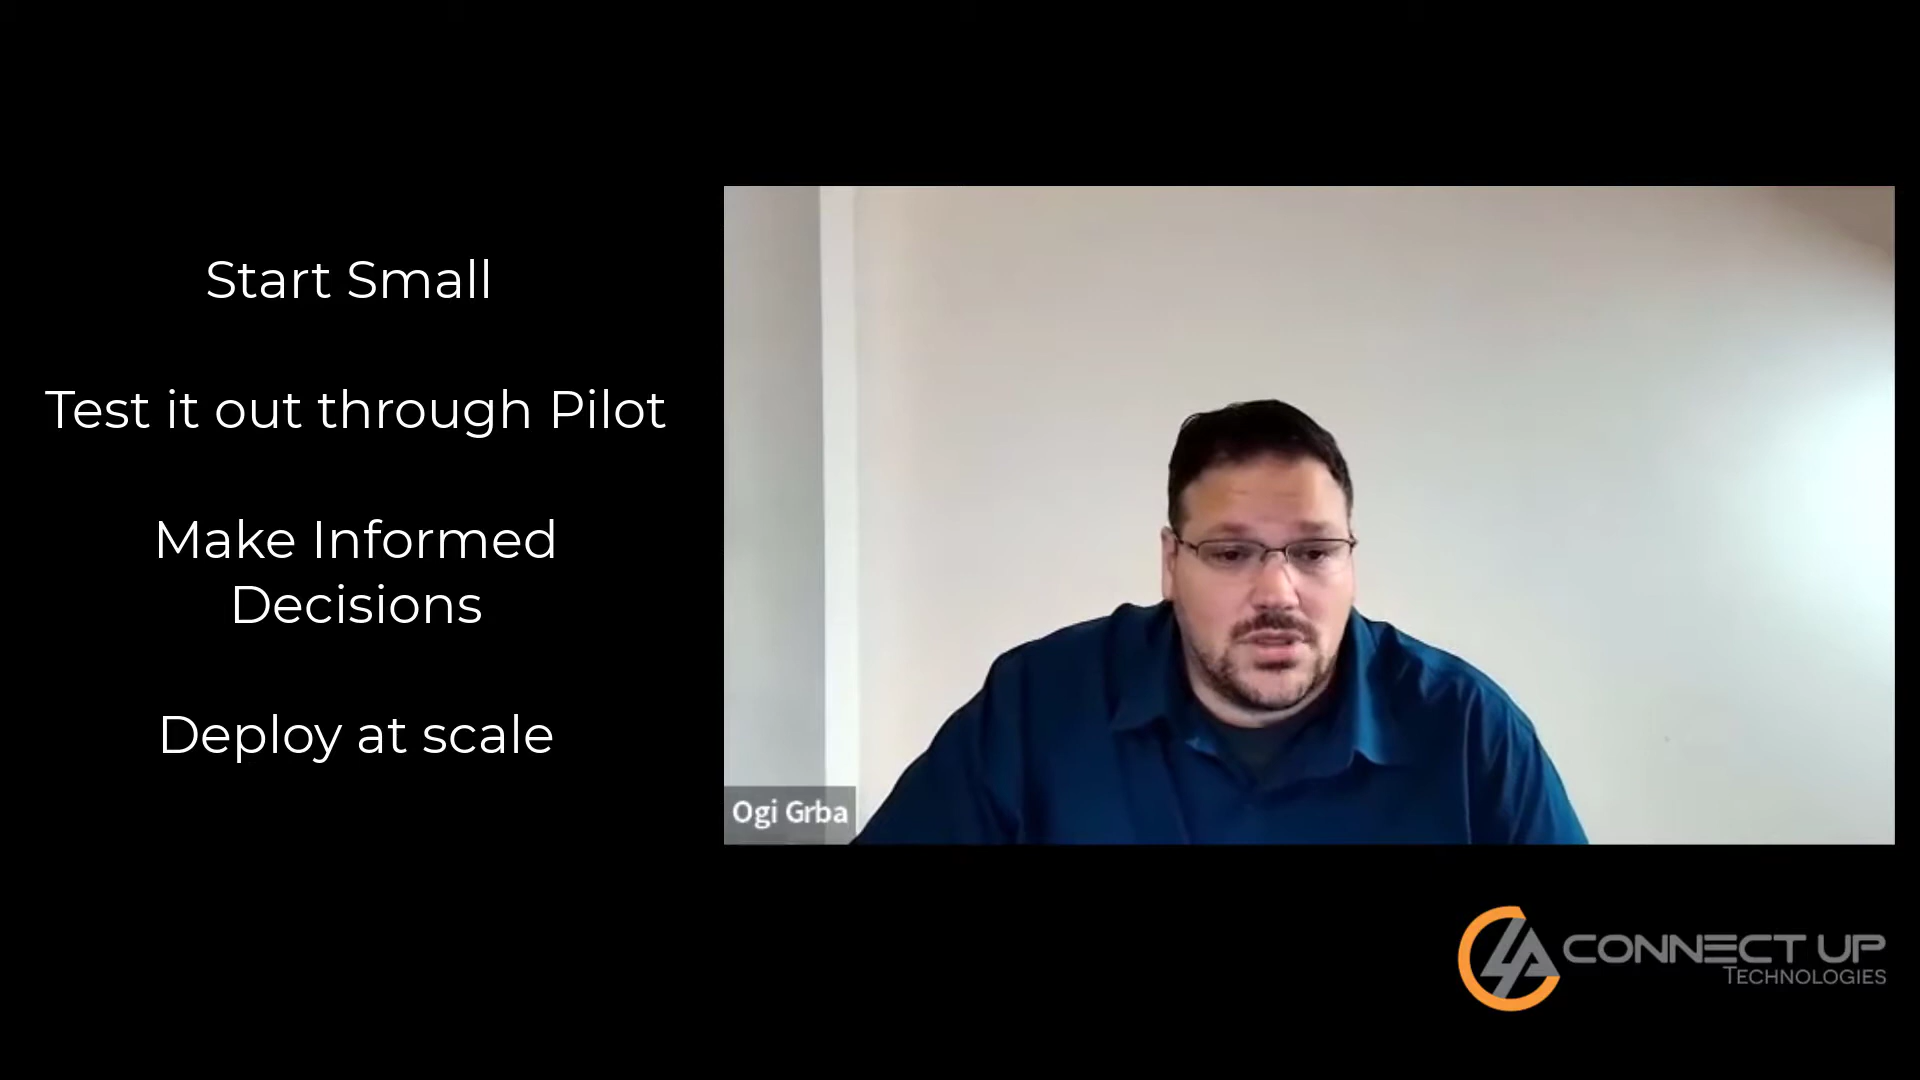 Start Small
Test it out through Pilot
Make Informed
Decisions
Deploy at scale
Ogi Grba
CONNECT UP
TECHNOLOGIES